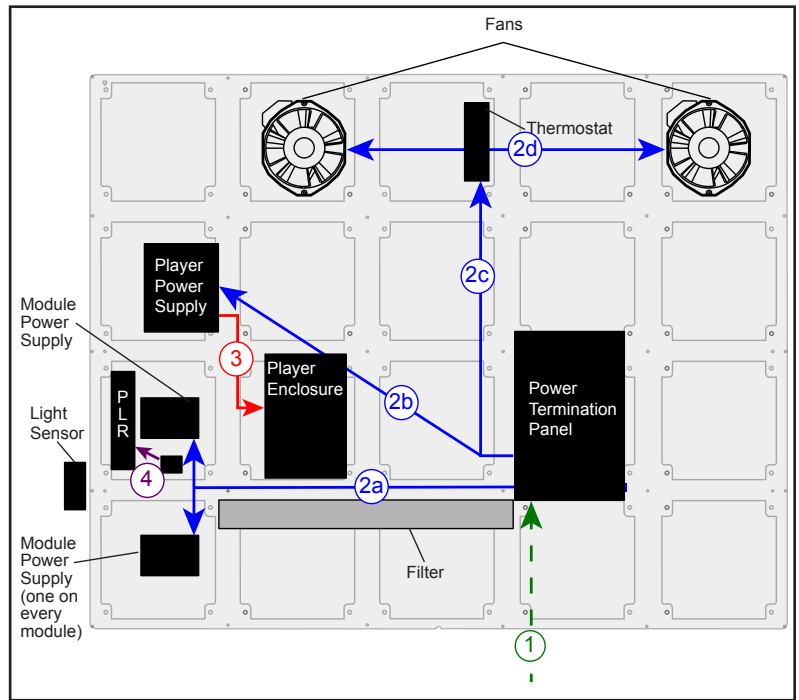 Fans
Thermostat
2d
2c
Player
Power
Supply
Module
Power
Supply
3
Player
Enclosure
Power
Termination
Panel
P
L
R
2b
Light
Sensor
4
2a
Module
Power
Supply
(one on
every
module)
Filter
1